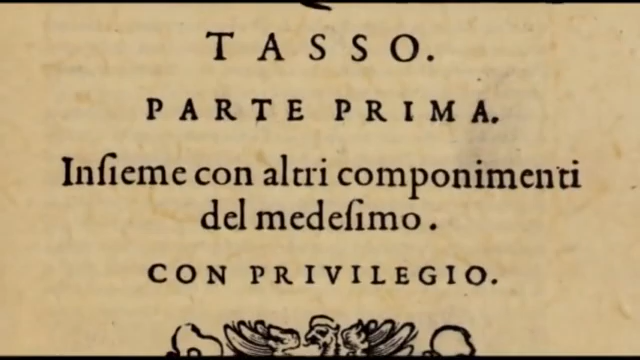 TASSO.
PARTE PRIMA.
Inſieme con altri componimenti
del medeſimo.
CON PRIVILEGIO.